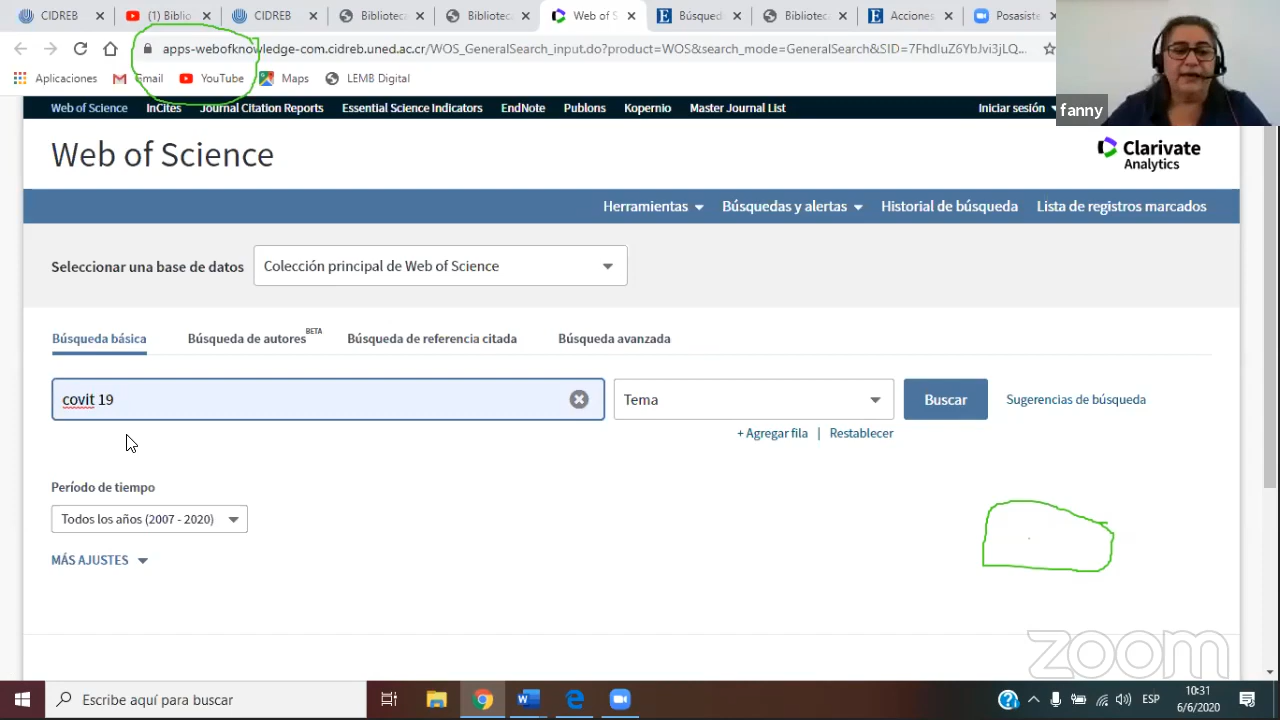 CIDREB
(1) Biblio
CIDREB
Bibliotec
Bibliotec
Web of S
Búsqued
Bibliotec
Acciones
Posasiste
apps-webofknowledge-com.cidreb.uned.ac.cr/WOS_GeneralSearch_input.do?product=WOS&search_mode=GeneralSearch&SID=7FhdluZ6YbJvi3jLQ...
Aplicaciones
Gmail
YouTube
Maps
LEMB Digital
fanny
Web of Science
InCites
Journal Citation Reports
Essential Science Indicators
EndNote
Publons
Kopernio
Master Journal List
Iniciar sesión
Web of Science
Clarivate
Analytics
Herramientas
Búsquedas y alertas
Historial de búsqueda
Lista de registros marcados
Seleccionar una base de datos
Colección principal de Web of Science
Búsqueda básica
Búsqueda de autores BETA
Búsqueda de referencia citada
Búsqueda avanzada
covit 19
Tema
Buscar
Sugerencias de búsqueda
+ Agregar fila | Restablecer
Período de tiempo
Todos los años (2007 - 2020)
MÁS AJUSTES
zoom
Escribe aquí para buscar
ESP
10:31
6/6/2020